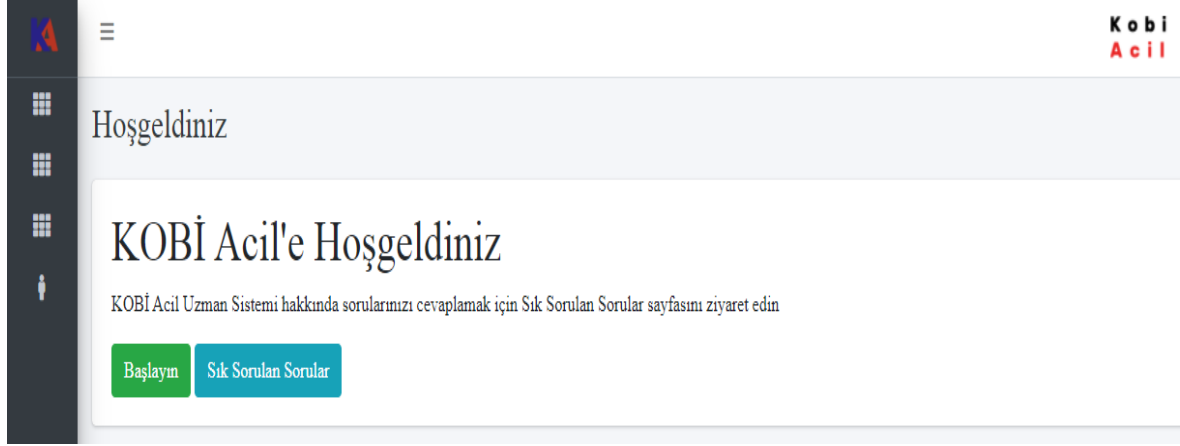 KA
Kobi
Acil
Hoşgeldiniz
KOBİ Acil'e Hoşgeldiniz
KOBİ Acil Uzman Sistemi hakkında sorularınızı cevaplamak için Sık Sorulan Sorular sayfasını ziyaret edin
Başlayın
Sık Sorulan Sorular